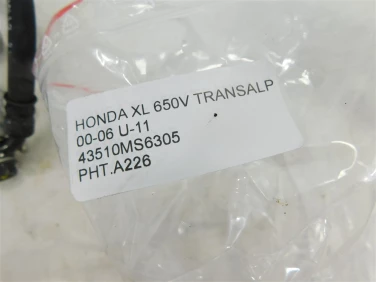 HONDA XL 650V TRANSALP
00-06 U-11
43510MS6305
PHT.A226